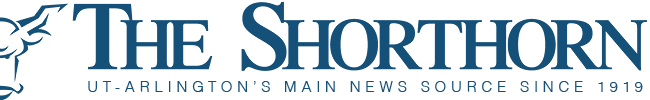 THE SHORTHORN
UT-ARLINGTON'S MAIN NEWS SOURCE SINCE 1919